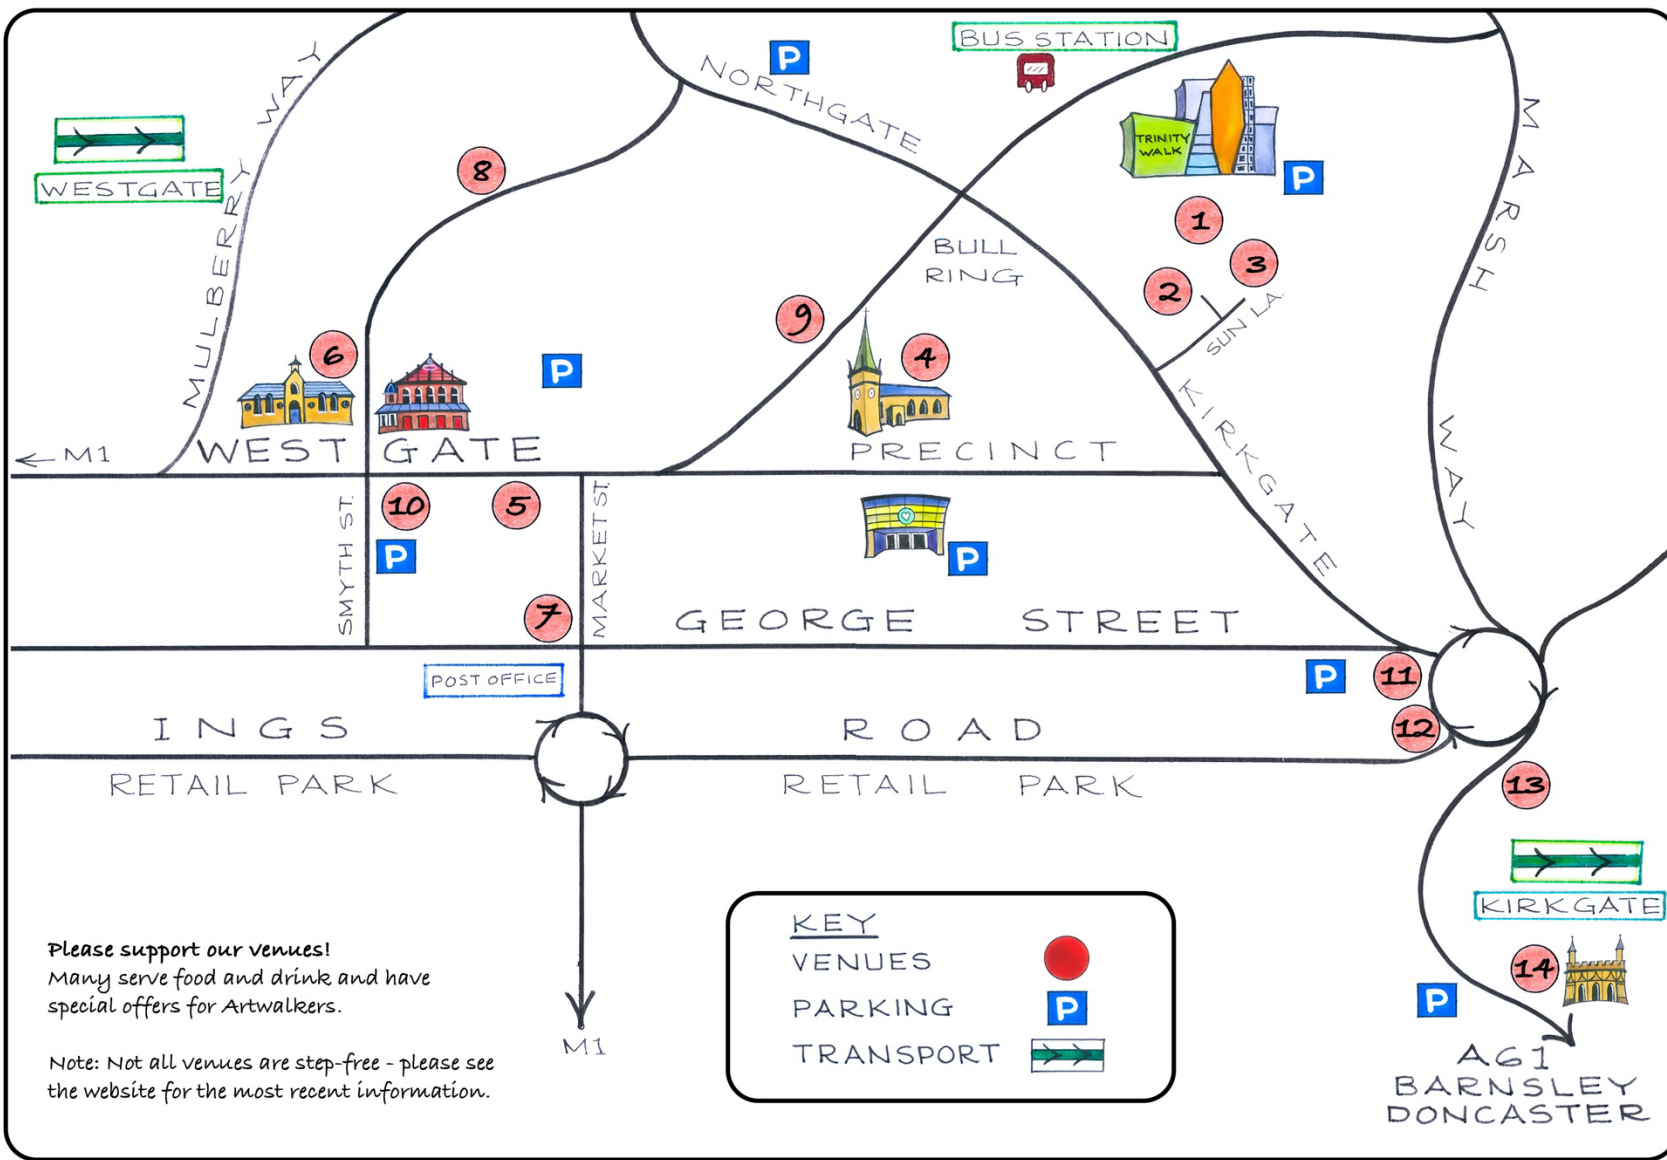 BUS STATION
P
NORTHGATE
MULBERRY WAY
WESTGATE
TRINITY
WALK
P
MARSH WAY
8
1
3
2
SUN LA.
BULL
RING
9
6
4
P
KIRKGATE
← M1
WESTGATE
PRECINCT
10
5
SMYTH ST.
P
MARKET ST.
P
7
GEORGE STREET
POST OFFICE
P
11
12
INGS ROAD
RETAIL PARK
RETAIL PARK
13
KIRKGATE
14
P
A61
BARNSLEY
DONCASTER
M1
Please support our venues!
Many serve food and drink and have
special offers for Artwalkers.
Note: Not all venues are step-free - please see
the website for the most recent information.
KEY
VENUES
PARKING P
TRANSPORT